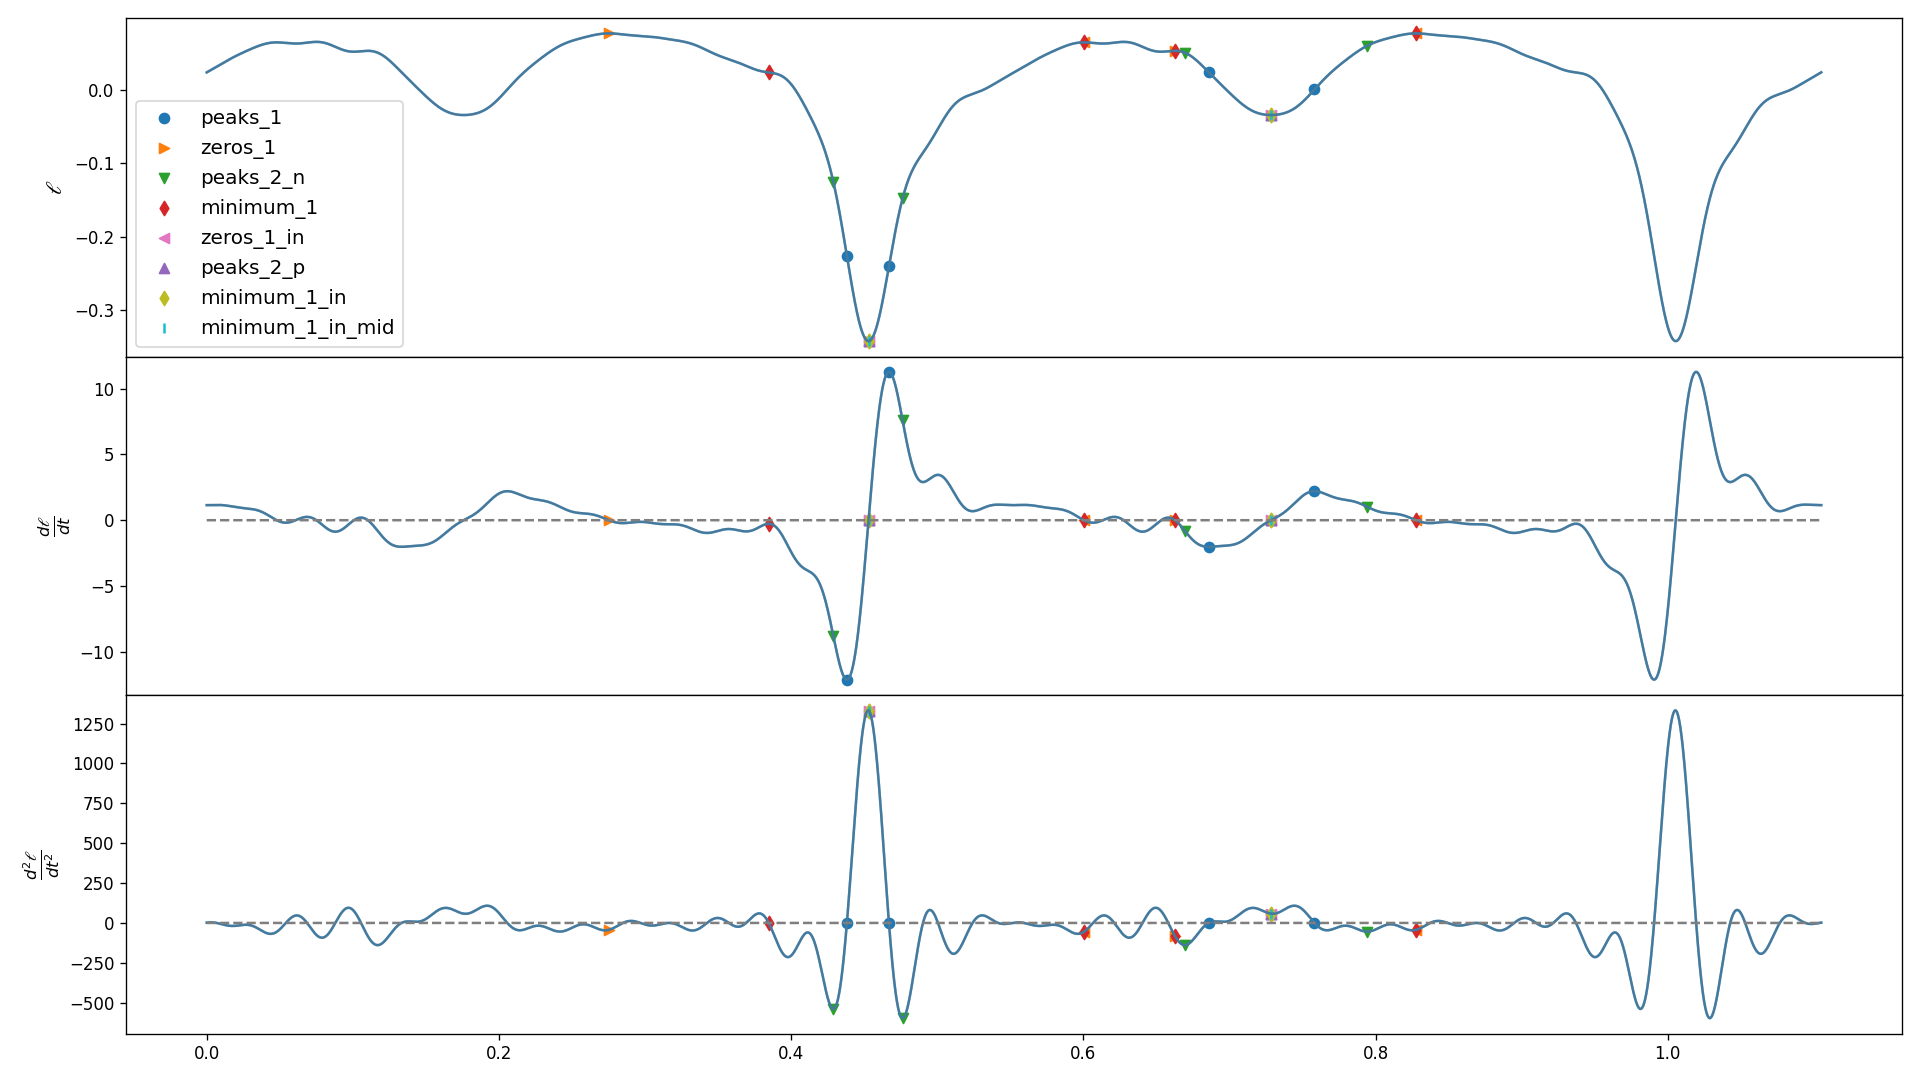 0.0
−0.1
−0.2
−0.3
ℓ
peaks_1
zeros_1
peaks_2_n
minimum_1
zeros_1_in
peaks_2_p
minimum_1_in
minimum_1_in_mid
10
5
0
−5
−10
dℓ
dt
1250
1000
750
500
250
0
−250
−500
d²ℓ
dt²
0.0 0.2 0.4 0.6 0.8 1.0